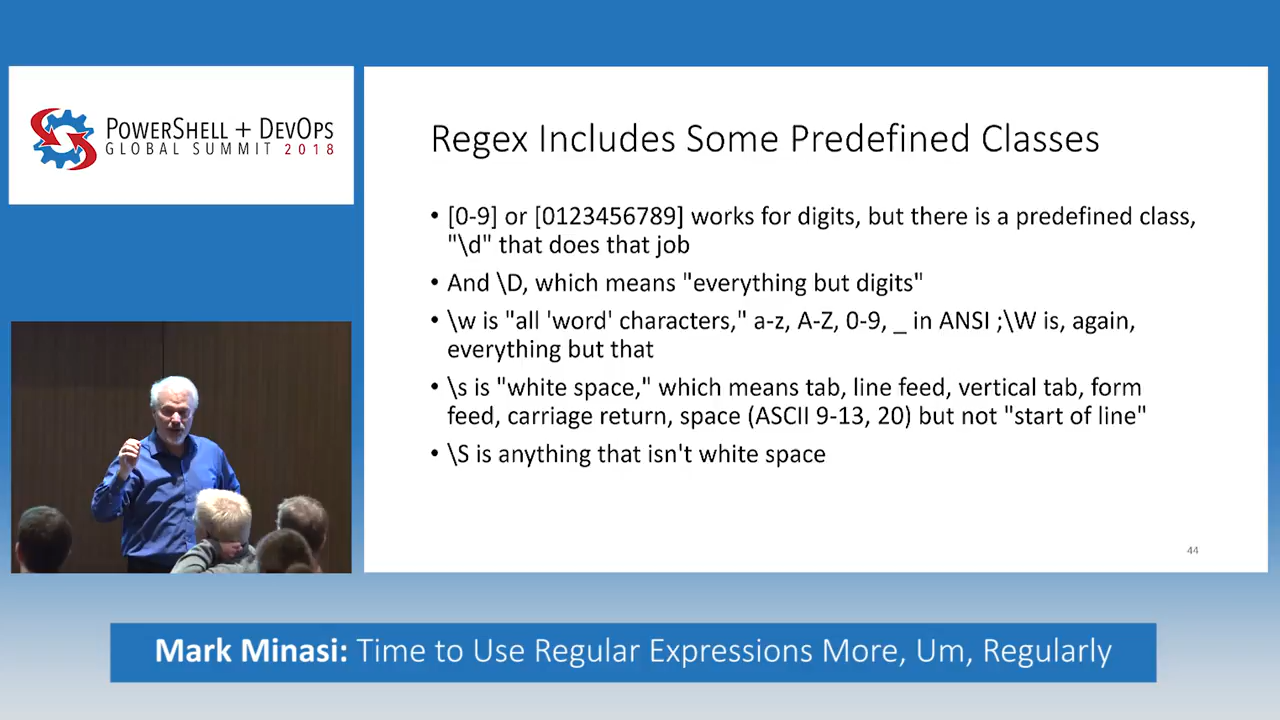 POWERSHELL + DEVOPS
GLOBAL SUMMIT 2018
Regex Includes Some Predefined Classes
• [0-9] or [0123456789] works for digits, but there is a predefined class,
"\d" that does that job
• And \D, which means "everything but digits"
• \w is "all 'word' characters," a-z, A-Z, 0-9, _ in ANSI ;\W is, again,
everything but that
• \s is "white space," which means tab, line feed, vertical tab, form
feed, carriage return, space (ASCII 9-13, 20) but not "start of line"
• \S is anything that isn't white space
44
Mark Minasi: Time to Use Regular Expressions More, Um, Regularly